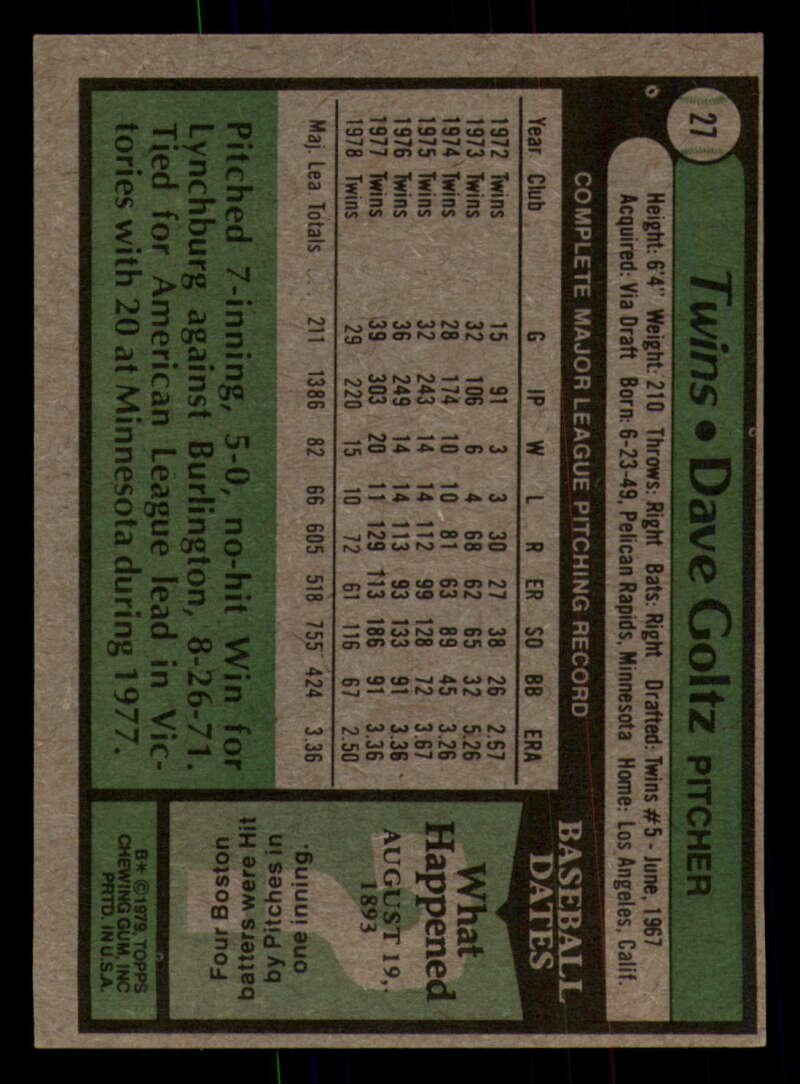 27
Twins • Dave Goltz PITCHER
Height: 6'4" Weight: 210 Throws: Right Bats: Right Drafted: Twins #5 - June, 1967
Acquired: Via Draft Born: 6-23-49, Pelican Rapids, Minnesota Home: Los Angeles, Calif.
COMPLETE MAJOR LEAGUE PITCHING RECORD
Year Club G IP W L R ER SO BB ERA
1972 Twins 15 91 3 3 30 27 38 26 2.67
1973 Twins 32 106 6 4 68 62 65 32 5.26
1974 Twins 28 174 10 10 81 63 89 45 3.26
1975 Twins 32 243 14 14 112 99 128 72 3.67
1976 Twins 36 249 14 14 113 93 133 91 3.36
1977 Twins 39 303 20 11 129 113 186 91 3.36
1978 Twins 29 220 15 10 72 61 116 67 2.50
Maj. Lea Totals 211 1386 82 66 605 518 755 424 3.36
Pitched 7-inning, 5-0, no-hit Win for
Lynchburg against Burlington, 8-26-71.
Tied for American League lead in Vic-
tories with 20 at Minnesota during 1977.
BASEBALL
DATES
What
Happened
AUGUST 19,
1893
Four Boston
batters were Hit
by Pitches in
one inning.
B* ©1979, TOPPS
CHEWING GUM, INC
PRTD. IN U.S.A.